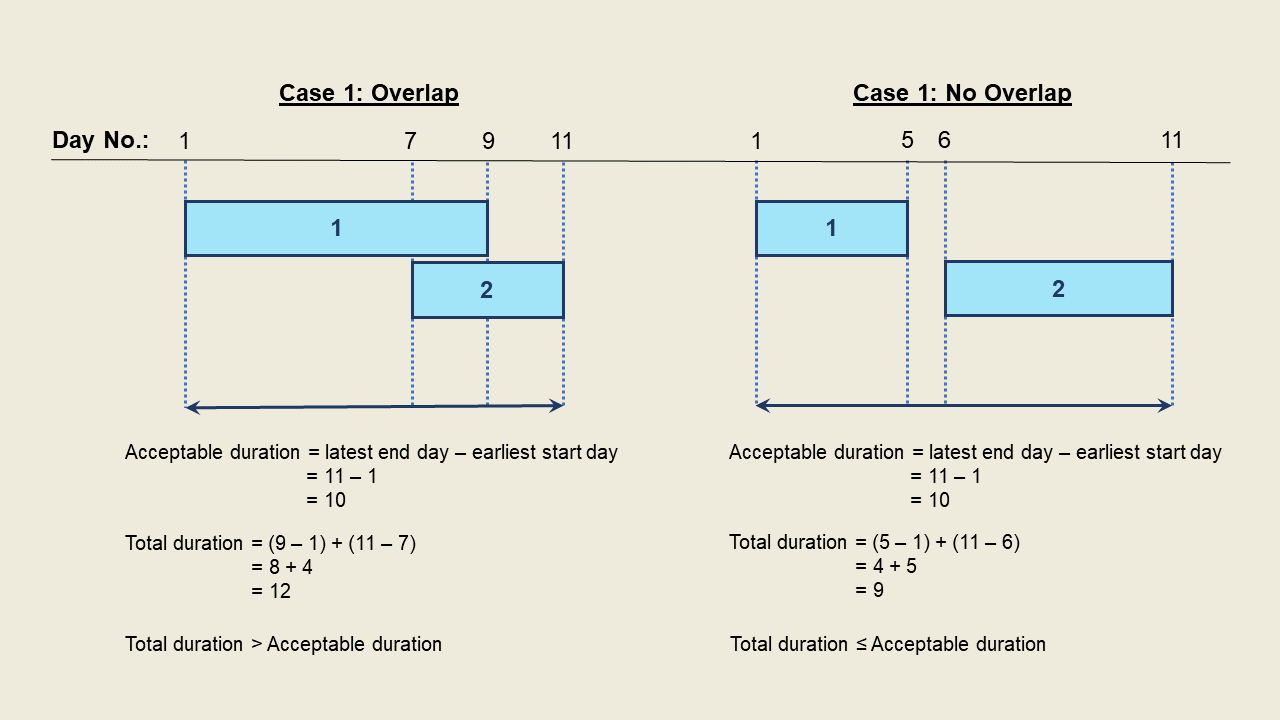 Case 1: Overlap
Day No.: 1 7 9 11
1
2
Acceptable duration = latest end day – earliest start day
= 11 – 1
= 10
Total duration = (9 – 1) + (11 – 7)
= 8 + 4
= 12
Total duration > Acceptable duration
Case 1: No Overlap
1 5 6 11
1
2
Acceptable duration = latest end day – earliest start day
= 11 – 1
= 10
Total duration = (5 – 1) + (11 – 6)
= 4 + 5
= 9
Total duration ≤ Acceptable duration